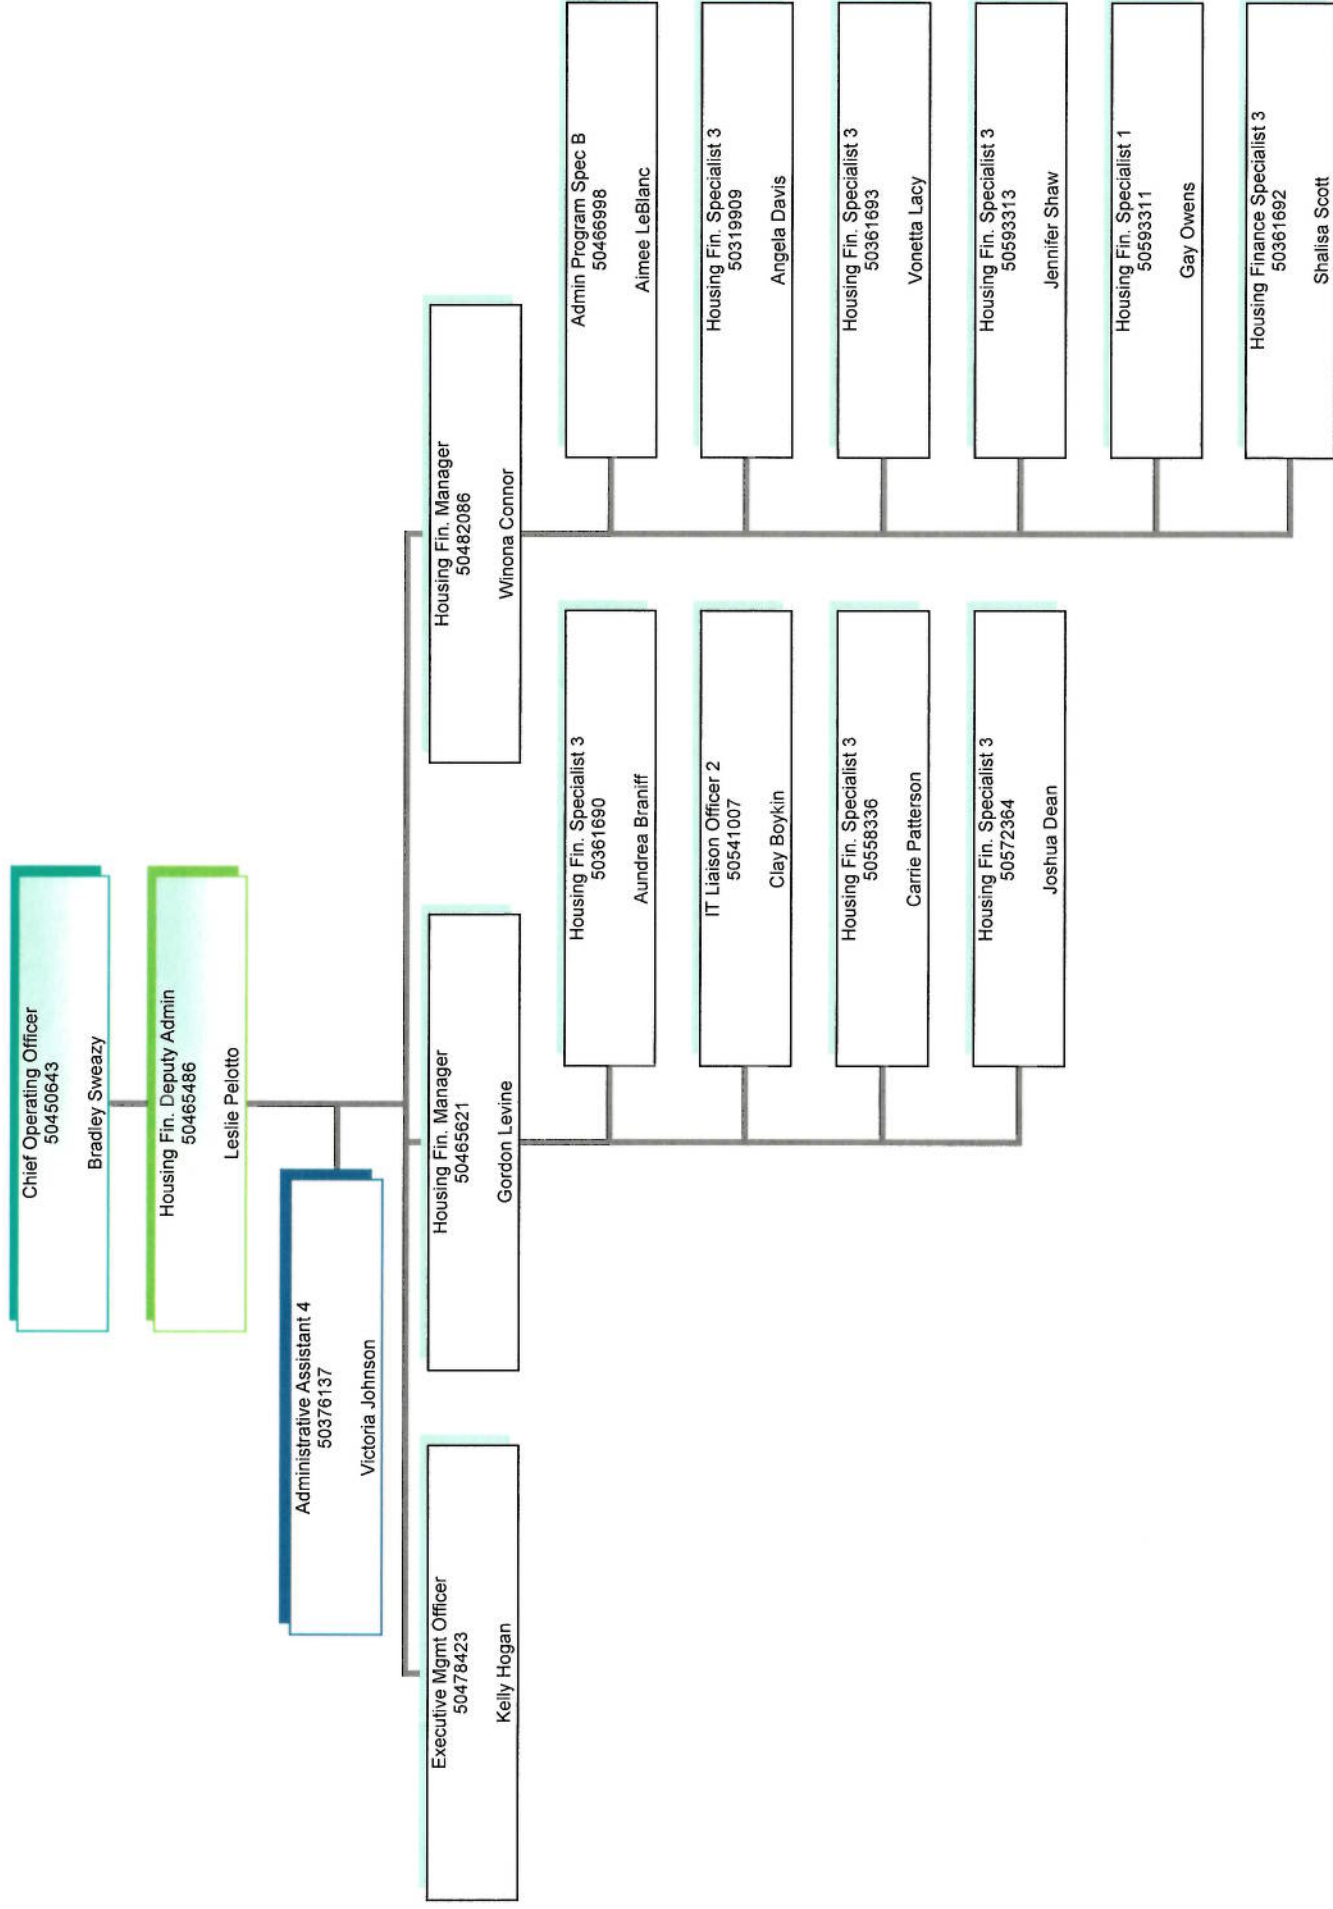 Chief Operating Officer
50450643
Bradley Sweazy
Housing Fin. Deputy Admin
50465486
Leslie Pelotto
Administrative Assistant 4
50376137
Victoria Johnson
Executive Mgmt Officer
50478423
Kelly Hogan
Housing Fin. Manager
50465621
Gordon Levine
Housing Fin. Specialist 3
50361690
Aundrea Braniff
IT Liaison Officer 2
50541007
Clay Boykin
Housing Fin. Specialist 3
50558336
Carrie Patterson
Housing Fin. Specialist 3
50572364
Joshua Dean
Housing Fin. Manager
50482086
Winona Connor
Admin Program Spec B
50466998
Aimee LeBlanc
Housing Fin. Specialist 3
50319909
Angela Davis
Housing Fin. Specialist 3
50361693
Vonetta Lacy
Housing Fin. Specialist 3
50593313
Jennifer Shaw
Housing Fin. Specialist 1
50593311
Gay Owens
Housing Finance Specialist 3
50361692
Shalisa Scott